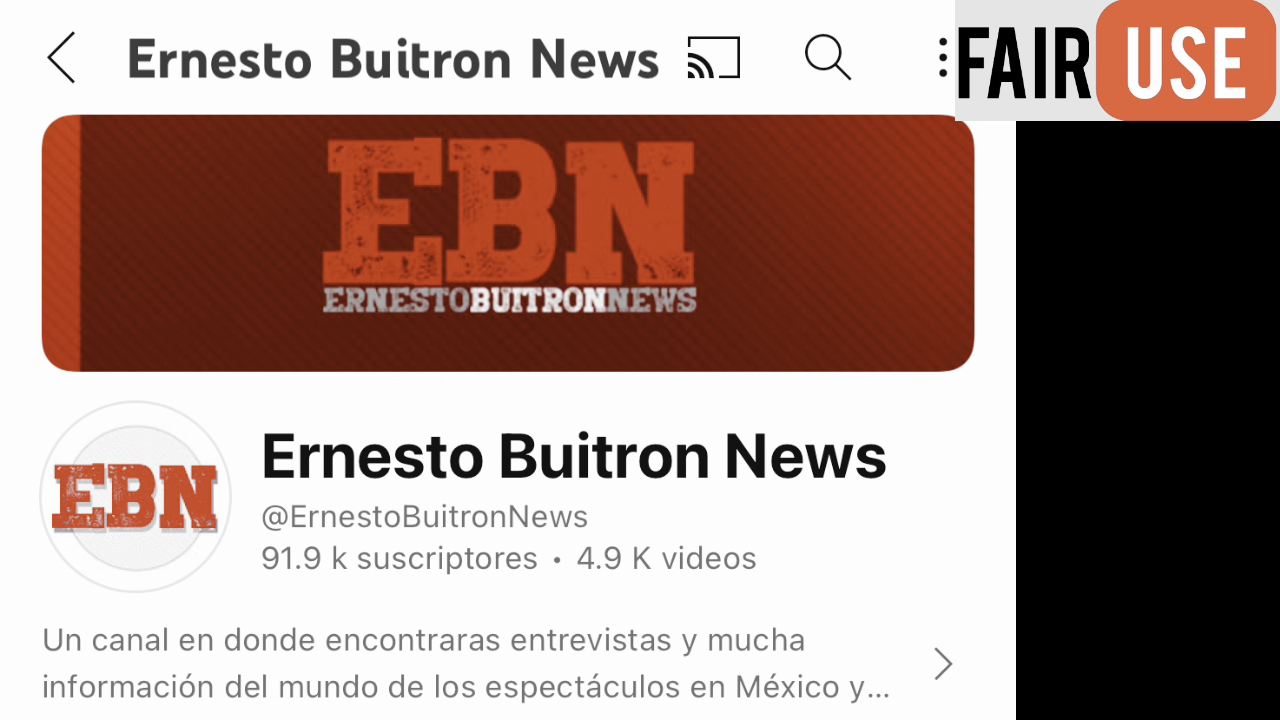 Ernesto Buitron News
FAIR USE
EBN
ERNESTOBUITRONNEWS
EBN
Ernesto Buitron News
@ErnestoBuitronNews
91.9 k suscriptores • 4.9 K videos
Un canal en donde encontraras entrevistas y mucha
información del mundo de los espectáculos en México y...